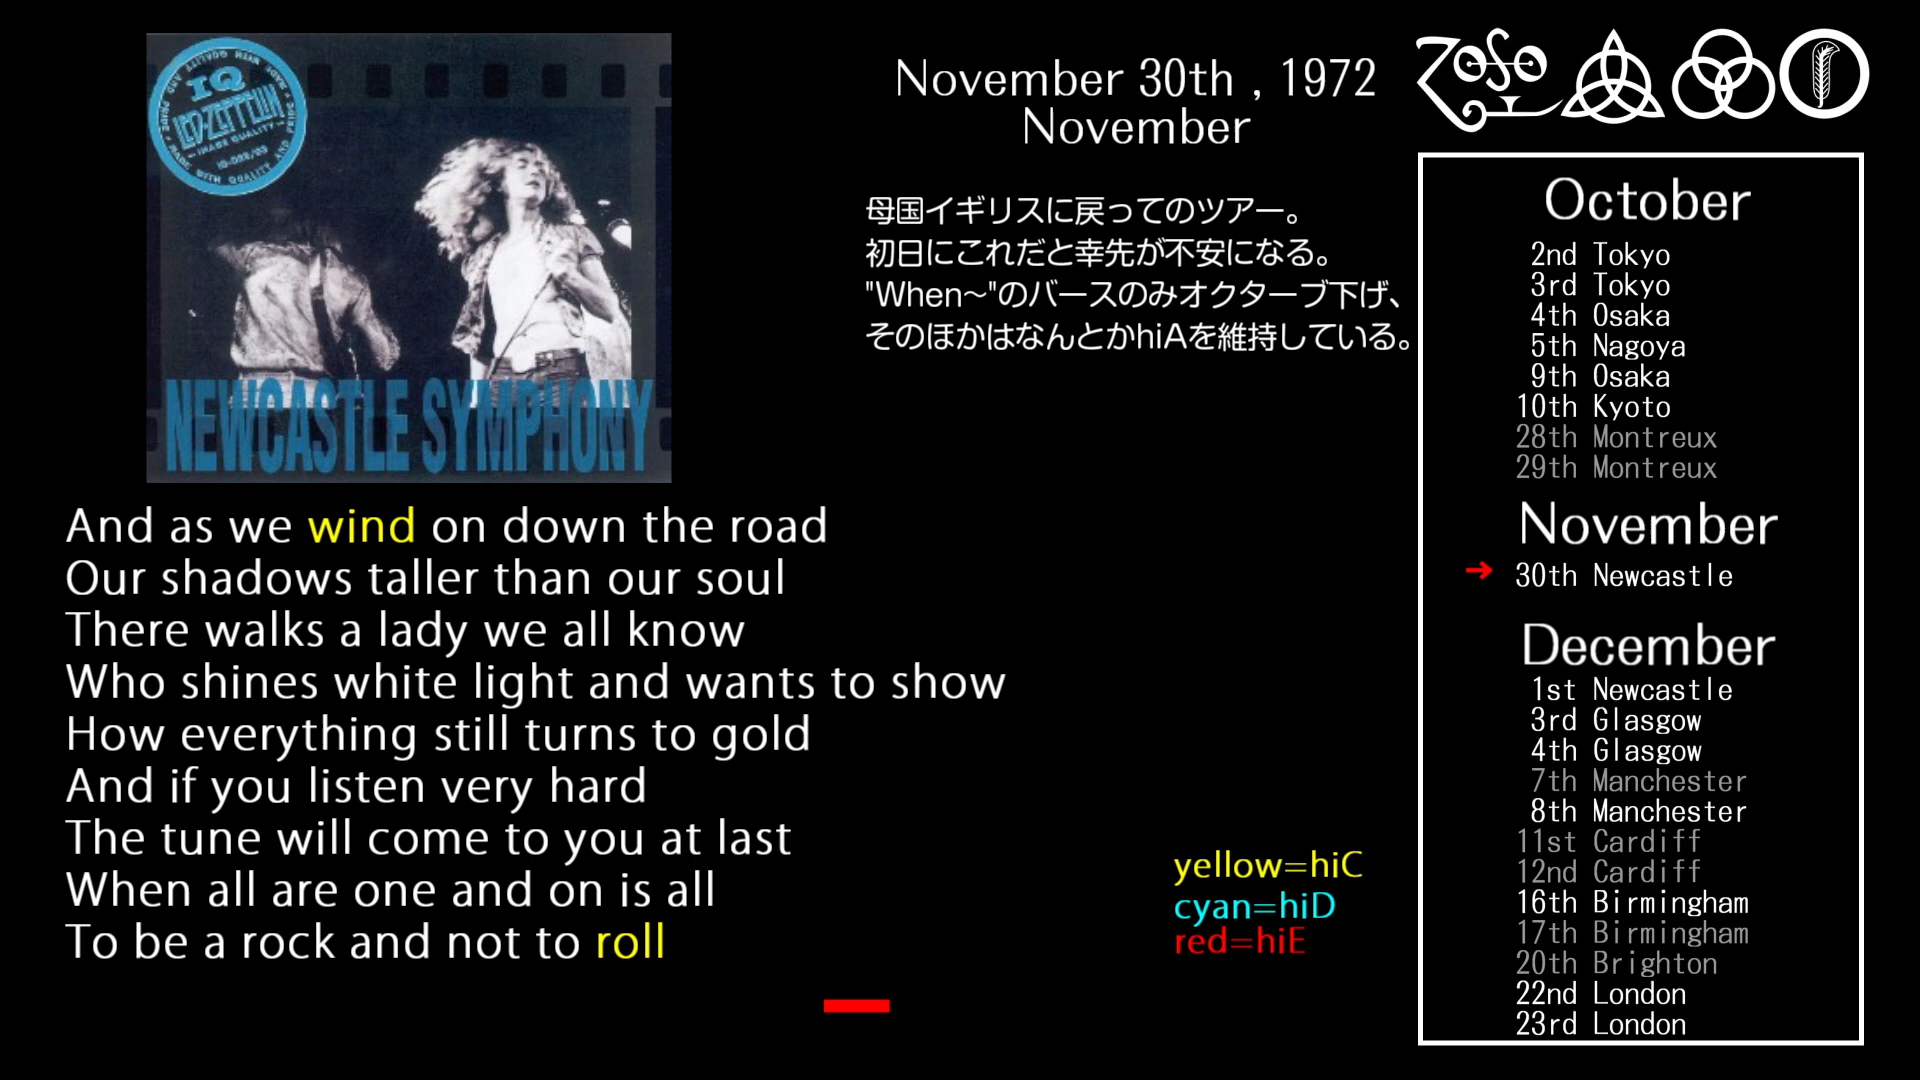 IQ
LED-ZEPPELIN
IMAGE QUALITY
MADE WITH QUALITY AND PRIDE
NEWCASTLE SYMPHONY
November 30th , 1972
November
母国イギリスに戻ってのツアー。
初日にこれだと幸先が不安になる。
"When~"のバースのみオクターブ下げ、
そのほかはなんとかhiAを維持している。
And as we wind on down the road
Our shadows taller than our soul
There walks a lady we all know
Who shines white light and wants to show
How everything still turns to gold
And if you listen very hard
The tune will come to you at last
When all are one and on is all
To be a rock and not to roll
yellow=hiC
cyan=hiD
red=hiE
ZoSo
October
2nd Tokyo
3rd Tokyo
4th Osaka
5th Nagoya
9th Osaka
10th Kyoto
28th Montreux
29th Montreux
November
→ 30th Newcastle
December
1st Newcastle
3rd Glasgow
4th Glasgow
7th Manchester
8th Manchester
11st Cardiff
12nd Cardiff
16th Birmingham
17th Birmingham
20th Brighton
22nd London
23rd London